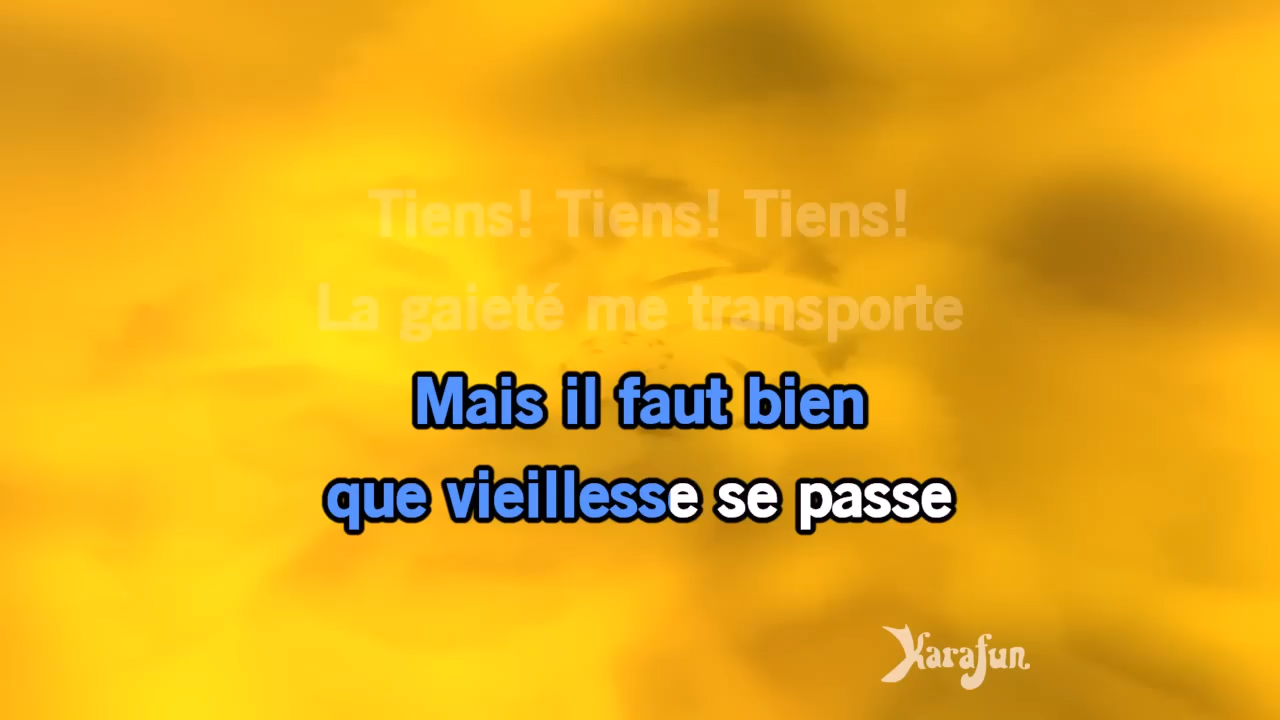 Tiens! Tiens! Tiens!
La gaieté me transporte
Mais il faut bien
que vieillesse se passe
Karafun